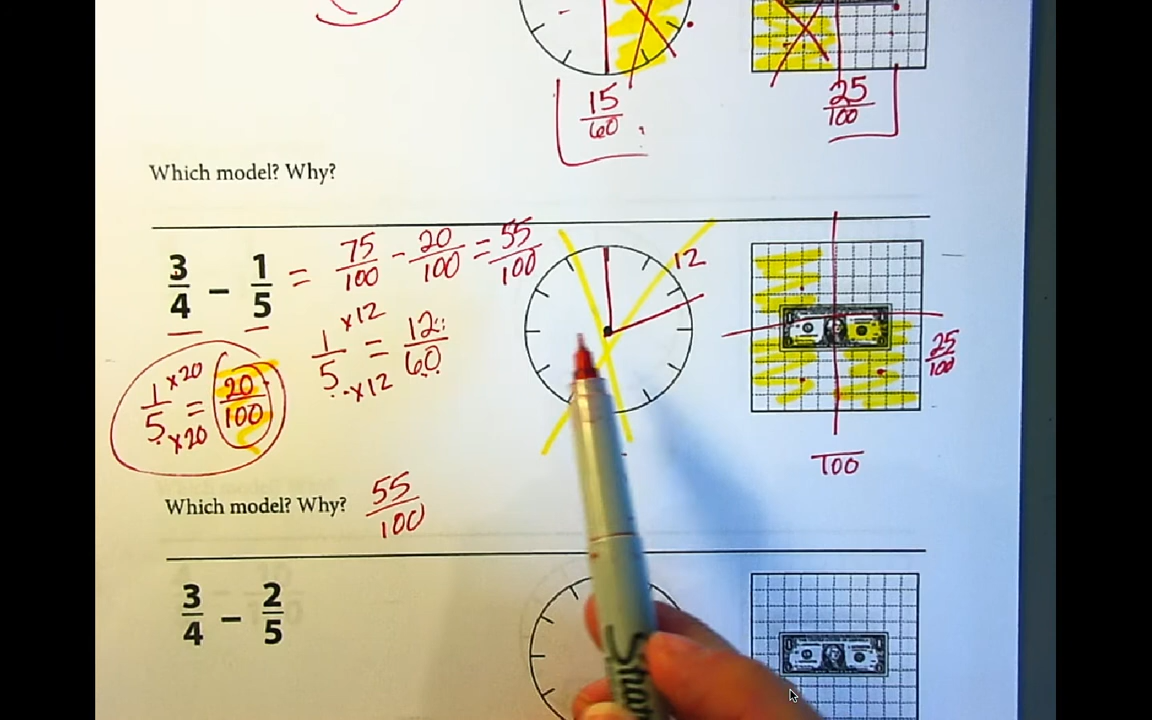 15/60
25/100
Which model? Why?
3/4 − 1/5 = 75/100 - 20/100 = 55/100
12
1/5 ×20 ×20 = 20/100
1/5 ×12 ×12 = 12/60
25/100
/100
Which model? Why? 55/100
3/4 − 2/5
Shar